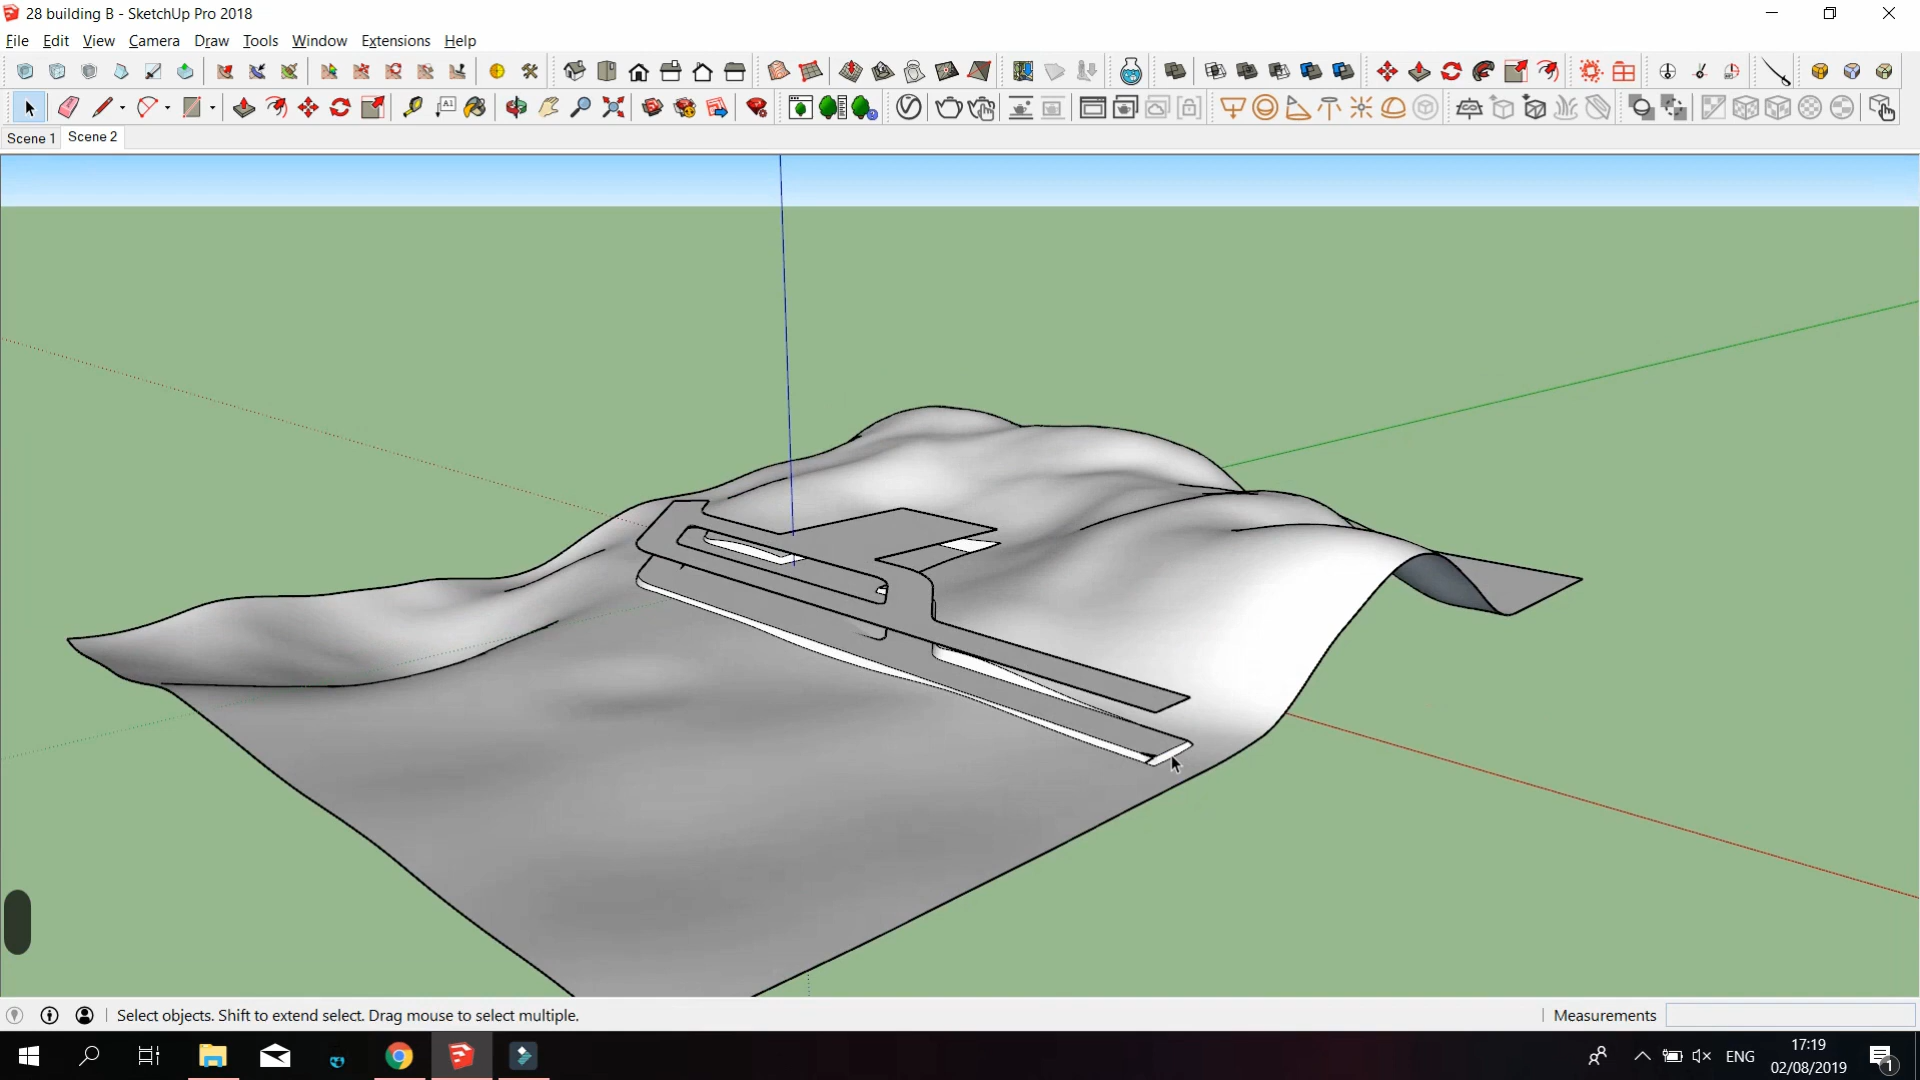 28 building B - SketchUp Pro 2018
File Edit View Camera Draw Tools Window Extensions Help
Scene 1 Scene 2
Select objects. Shift to extend select. Drag mouse to select multiple.
Measurements
ENG
17:19
02/08/2019
1